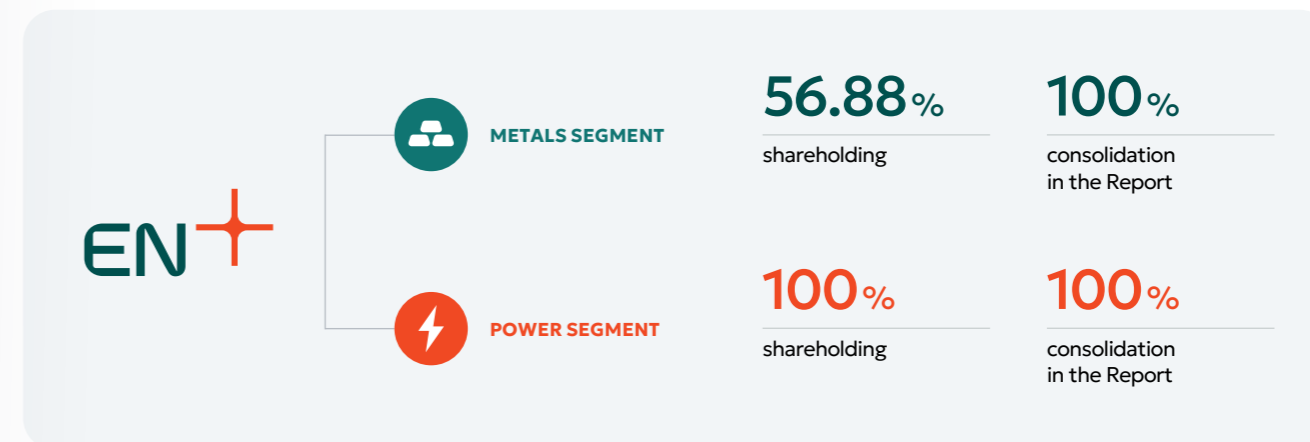 EN+
METALS SEGMENT
56.88%
shareholding
100%
consolidation
in the Report
POWER SEGMENT
100%
shareholding
100%
consolidation
in the Report